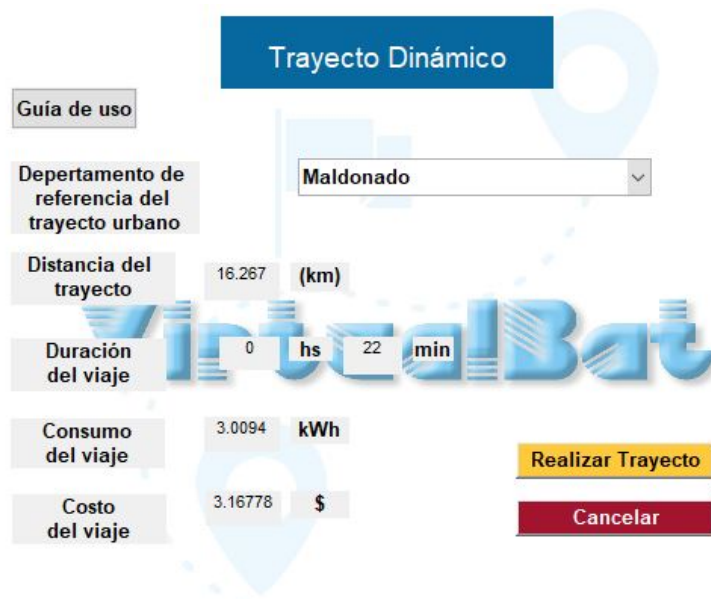 Trayecto Dinámico
Guía de uso
Depertamento de
referencia del
trayecto urbano
Maldonado
Distancia del
trayecto
16.267 (km)
VirtualBat
Duración
del viaje
0 hs 22 min
Consumo
del viaje
3.0094 kWh
Realizar Trayecto
Costo
del viaje
3.16778 $
Cancelar